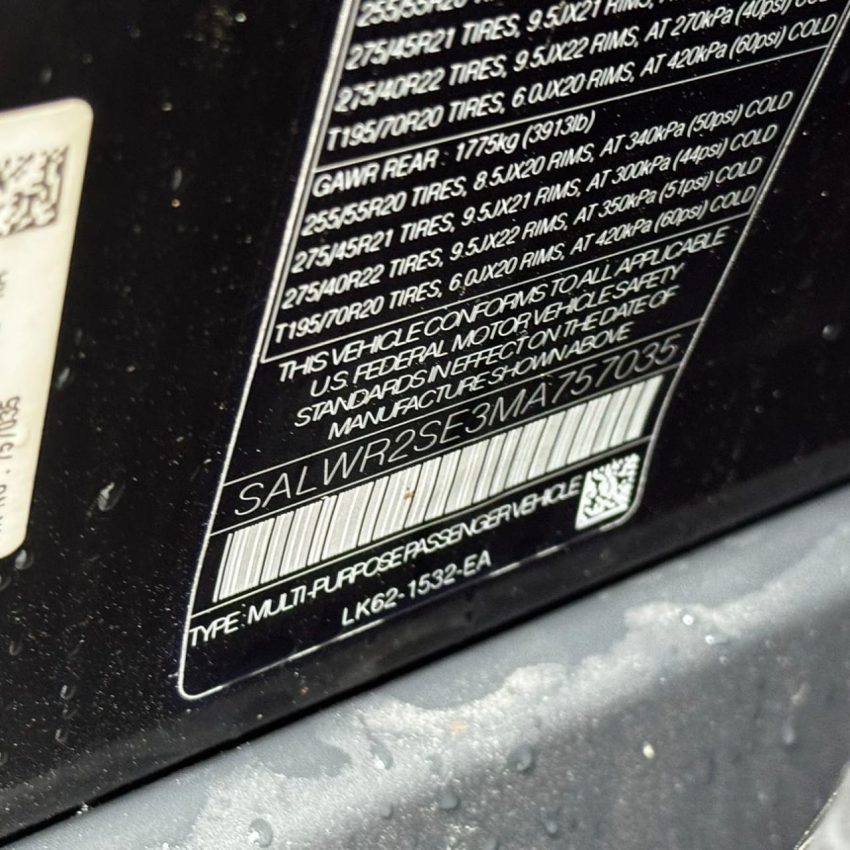 255/55R20
275/45R21 TIRES, 9.5JX21 RIMS,
275/40R22 TIRES, 9.5JX22 RIMS, AT 270kPa (40psi)
T195/70R20 TIRES, 6.0JX20 RIMS, AT 420kPa (60psi) COLD
GAWR REAR : 1775kg (3913lb)
255/55R20 TIRES, 8.5JX20 RIMS, AT 340kPa (50psi) COLD
275/45R21 TIRES, 9.5JX21 RIMS, AT 300kPa (44psi) COLD
275/40R22 TIRES, 9.5JX22 RIMS, AT 350kPa (51psi) COLD
T195/70R20 TIRES, 6.0JX20 RIMS, AT 420kPa (60psi) COLD
THIS VEHICLE CONFORMS TO ALL APPLICABLE
U.S. FEDERAL MOTOR VEHICLE SAFETY
STANDARDS IN EFFECT ON THE DATE OF
MANUFACTURE SHOWN ABOVE
SALWR2SE3MA757035
TYPE : MULTI-PURPOSE PASSENGER VEHICLE
LK62-1532-EA
757035